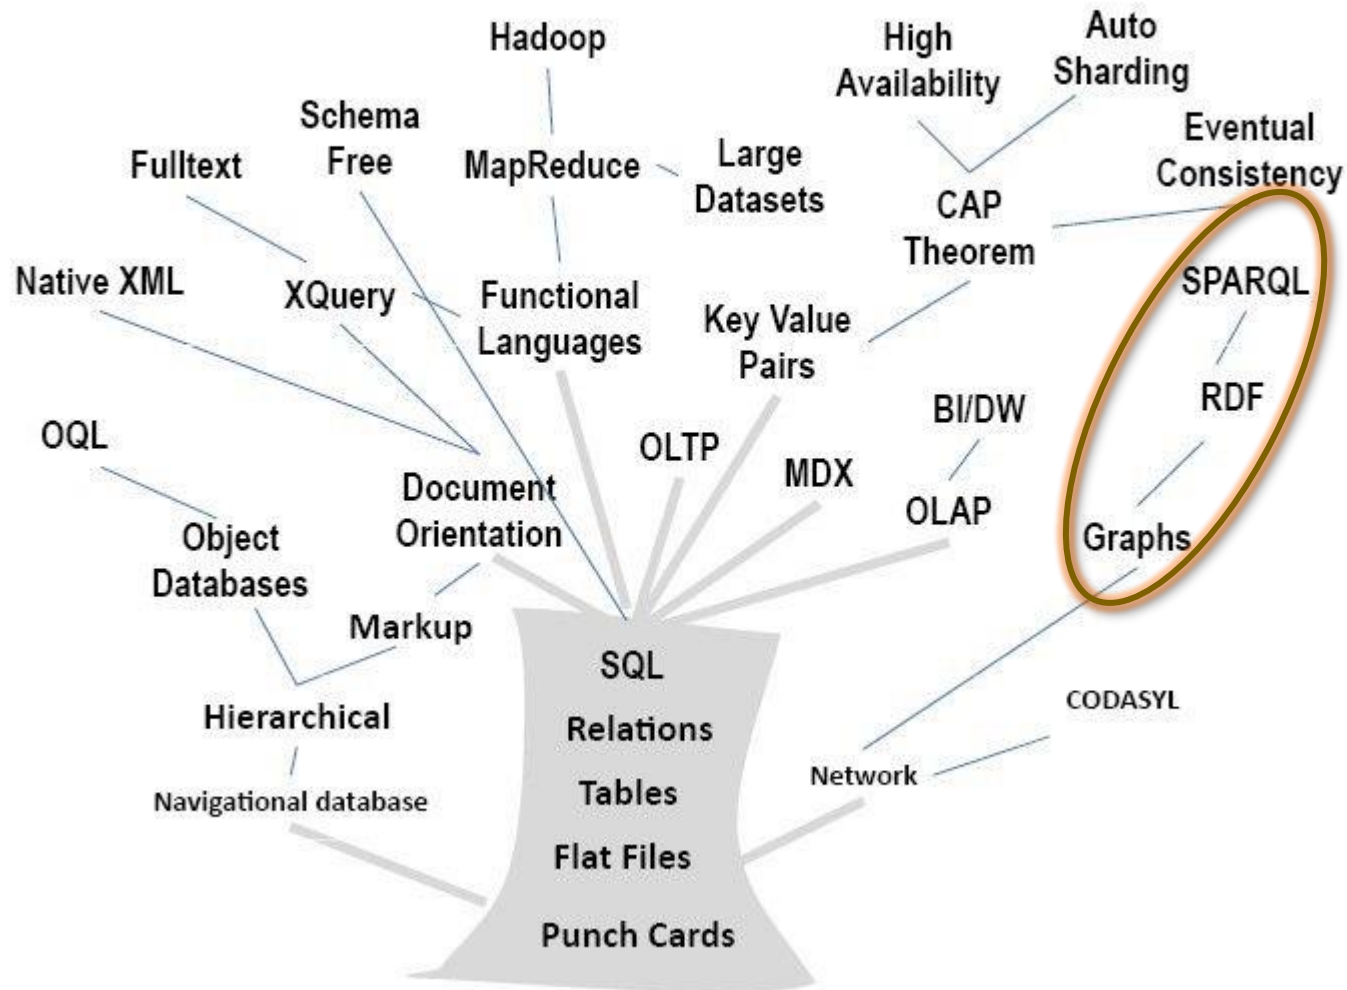 Hadoop
High
Availability
Auto
Sharding
Schema
Free
Fulltext
MapReduce
Large
Datasets
Eventual
Consistency
CAP
Theorem
Native XML
XQuery
Functional
Languages
Key Value
Pairs
SPARQL
RDF
BI/DW
OQL
OLTP
MDX
OLAP
Document
Orientation
Graphs
Object
Databases
Markup
SQL
Hierarchical
Relations
CODASYL
Network
Navigational database
Tables
Flat Files
Punch Cards